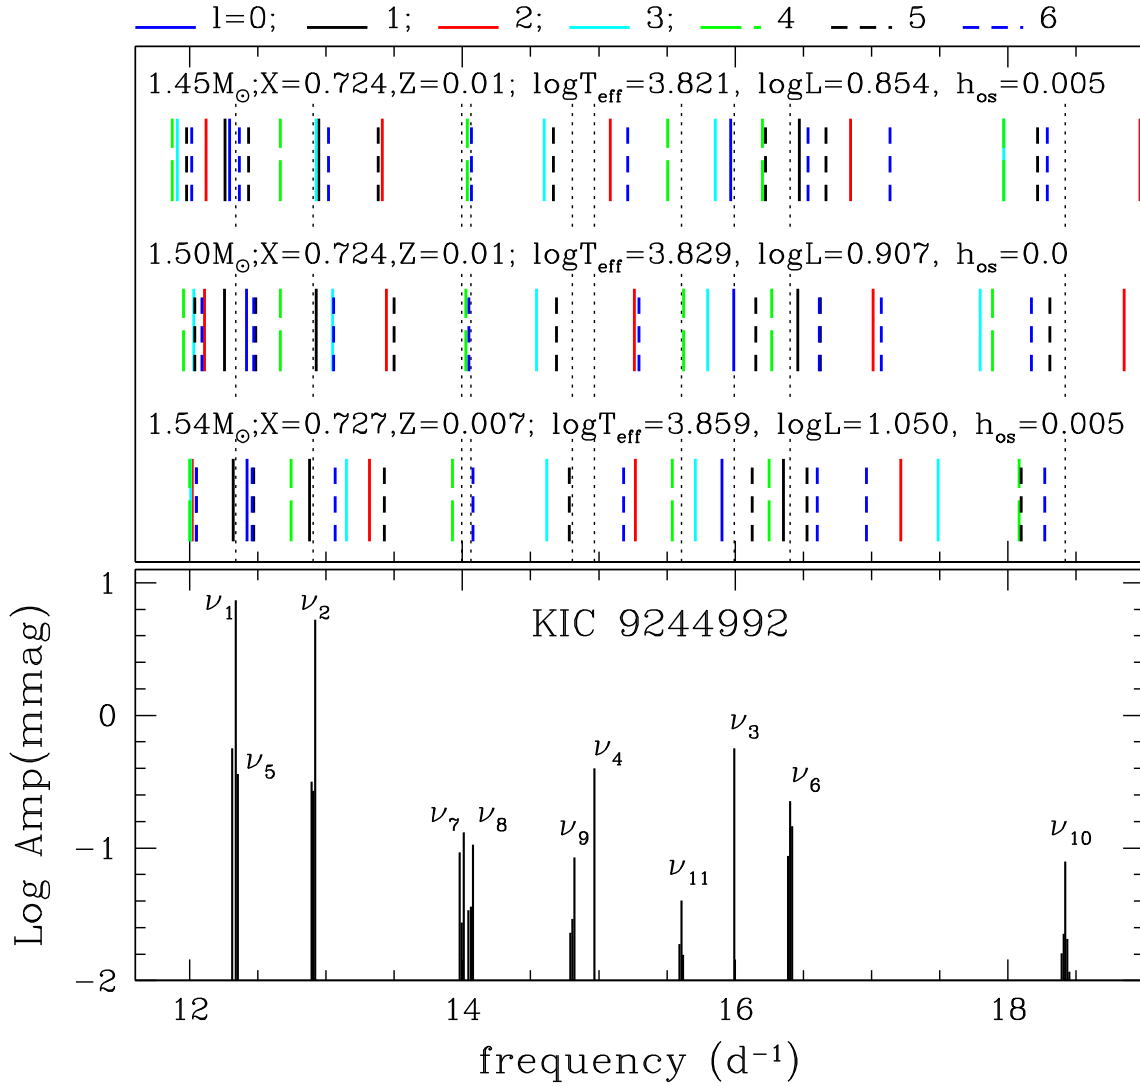 l=0; 1; 2; 3; 4 5 6
1.45M☉;X=0.724,Z=0.01; logTeff=3.821, logL=0.854, hos=0.005
1.50M☉;X=0.724,Z=0.01; logTeff=3.829, logL=0.907, hos=0.0
1.54M☉;X=0.727,Z=0.007; logTeff=3.859, logL=1.050, hos=0.005
KIC 9244992
Log Amp(mmag)
1
0
−1
−2
ν1
ν2
ν5
ν7
ν8
ν9
ν4
ν11
ν3
ν6
ν10
12 14 16 18
frequency (d⁻¹)